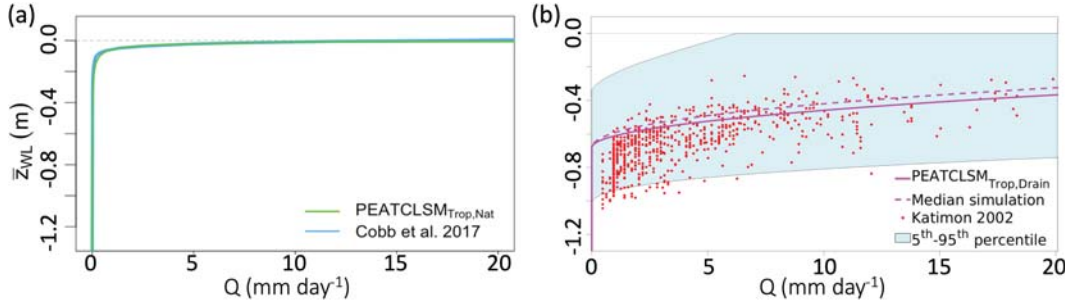 (a)
0.0
-0.4
-0.8
-1.2
z̅WL (m)
PEATCLSMTrop,Nat
Cobb et al. 2017
0 5 10 15 20
Q (mm day-1)
(b)
0.0
-0.4
-0.8
-1.2
PEATCLSMTrop,Drain
Median simulation
Katimon 2002
5th-95th percentile
0 5 10 15 20
Q (mm day-1)